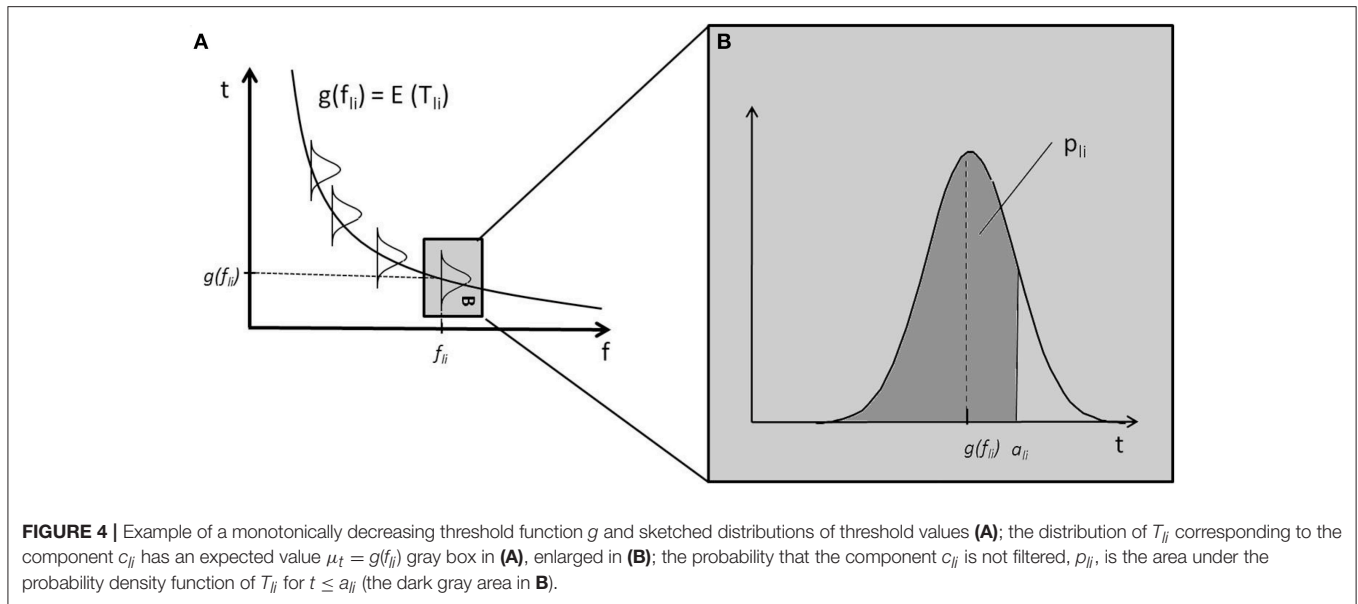 A
t
g(f_li) = E (T_li)
g(f_li)
B
f_li
f
B
p_li
g(f_li) a_li
t
FIGURE 4 | Example of a monotonically decreasing threshold function g and sketched distributions of threshold values (A); the distribution of T_li corresponding to the
component c_li has an expected value μ_t = g(f_li) gray box in (A), enlarged in (B); the probability that the component c_li is not filtered, p_li, is the area under the
probability density function of T_li for t ≤ a_li (the dark gray area in B).